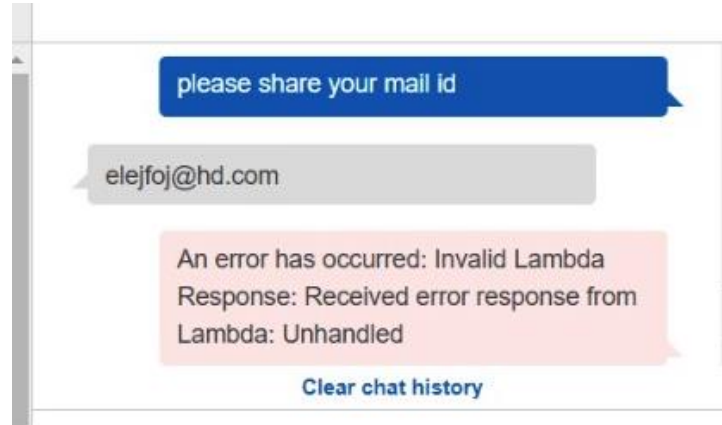 please share your mail id
elejfoj@hd.com
An error has occurred: Invalid Lambda
Response: Received error response from
Lambda: Unhandled
Clear chat history